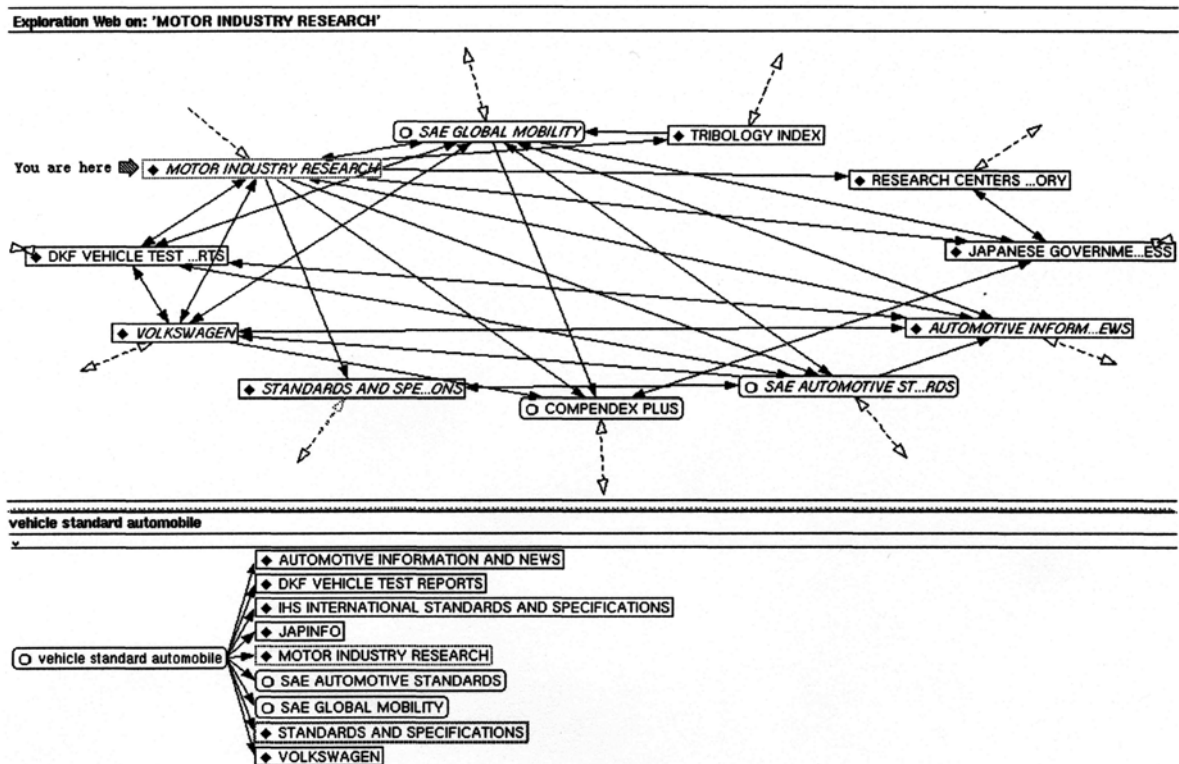 Exploration Web on: 'MOTOR INDUSTRY RESEARCH'
SAE GLOBAL MOBILITY
TRIBOLOGY INDEX
You are here
MOTOR INDUSTRY RESEARCH
RESEARCH CENTERS ...ORY
DKF VEHICLE TEST ...RTS
JAPANESE GOVERNME...ESS
VOLKSWAGEN
AUTOMOTIVE INFORM...EWS
STANDARDS AND SPE...ONS
SAE AUTOMOTIVE ST...RDS
COMPENDEX PLUS
vehicle standard automobile
AUTOMOTIVE INFORMATION AND NEWS
DKF VEHICLE TEST REPORTS
IHS INTERNATIONAL STANDARDS AND SPECIFICATIONS
JAPINFO
vehicle standard automobile
MOTOR INDUSTRY RESEARCH
SAE AUTOMOTIVE STANDARDS
SAE GLOBAL MOBILITY
STANDARDS AND SPECIFICATIONS
VOLKSWAGEN